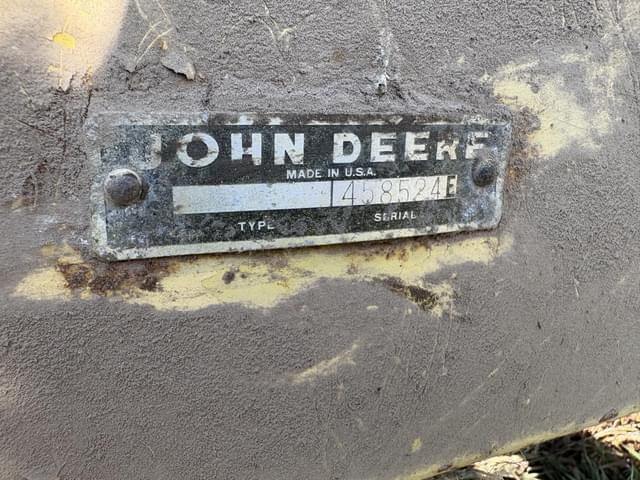 JOHN DEERE
MADE IN U.S.A.
458524E
TYPE SERIAL